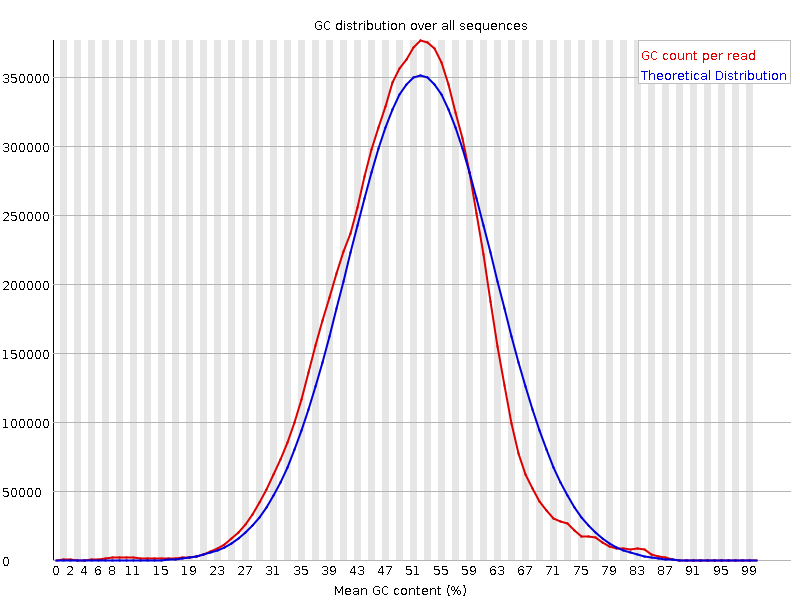 GC distribution over all sequences
GC count per read
Theoretical Distribution
350000
300000
250000
200000
150000
100000
50000
0
0 2 4 6 8 11 15 19 23 27 31 35 39 43 47 51 55 59 63 67 71 75 79 83 87 91 95 99
Mean GC content (%)